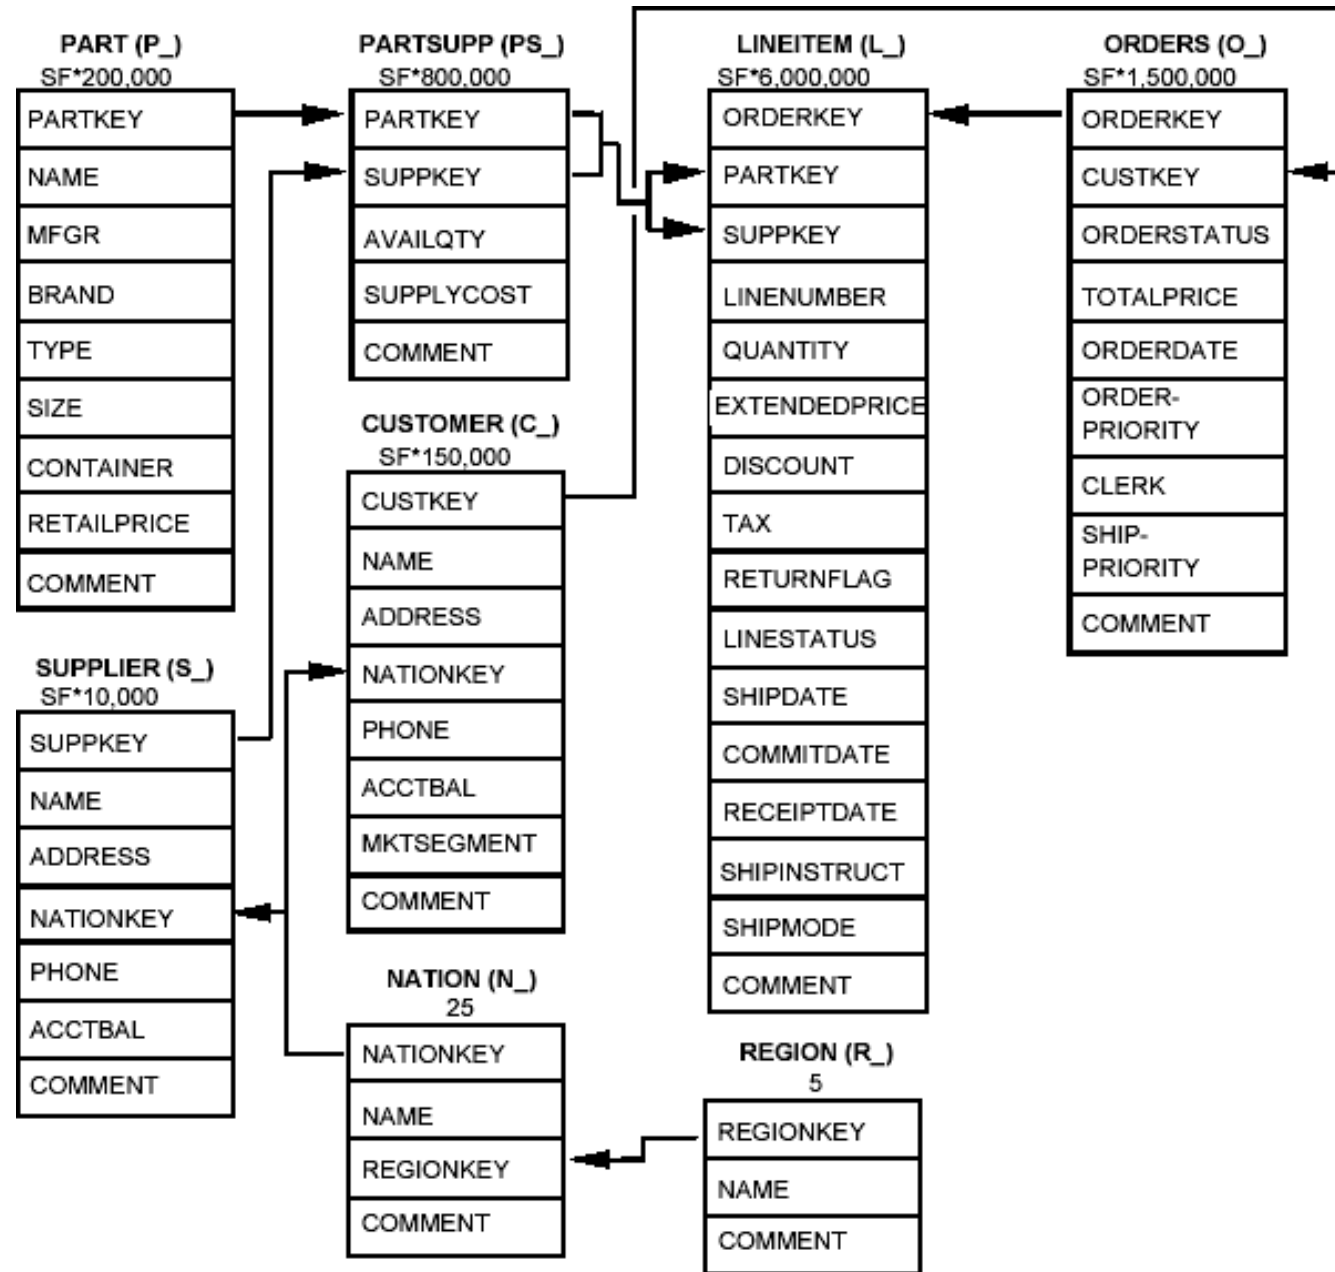 PART (P_)
SF*200,000
PARTKEY
NAME
MFGR
BRAND
TYPE
SIZE
CONTAINER
RETAILPRICE
COMMENT
SUPPLIER (S_)
SF*10,000
SUPPKEY
NAME
ADDRESS
NATIONKEY
PHONE
ACCTBAL
COMMENT
PARTSUPP (PS_)
SF*800,000
PARTKEY
SUPPKEY
AVAILQTY
SUPPLYCOST
COMMENT
CUSTOMER (C_)
SF*150,000
CUSTKEY
NAME
ADDRESS
NATIONKEY
PHONE
ACCTBAL
MKTSEGMENT
COMMENT
NATION (N_)
25
NATIONKEY
NAME
REGIONKEY
COMMENT
LINEITEM (L_)
SF*6,000,000
ORDERKEY
PARTKEY
SUPPKEY
LINENUMBER
QUANTITY
EXTENDEDPRICE
DISCOUNT
TAX
RETURNFLAG
LINESTATUS
SHIPDATE
COMMITDATE
RECEIPTDATE
SHIPINSTRUCT
SHIPMODE
COMMENT
REGION (R_)
5
REGIONKEY
NAME
COMMENT
ORDERS (O_)
SF*1,500,000
ORDERKEY
CUSTKEY
ORDERSTATUS
TOTALPRICE
ORDERDATE
ORDER-
PRIORITY
CLERK
SHIP-
PRIORITY
COMMENT